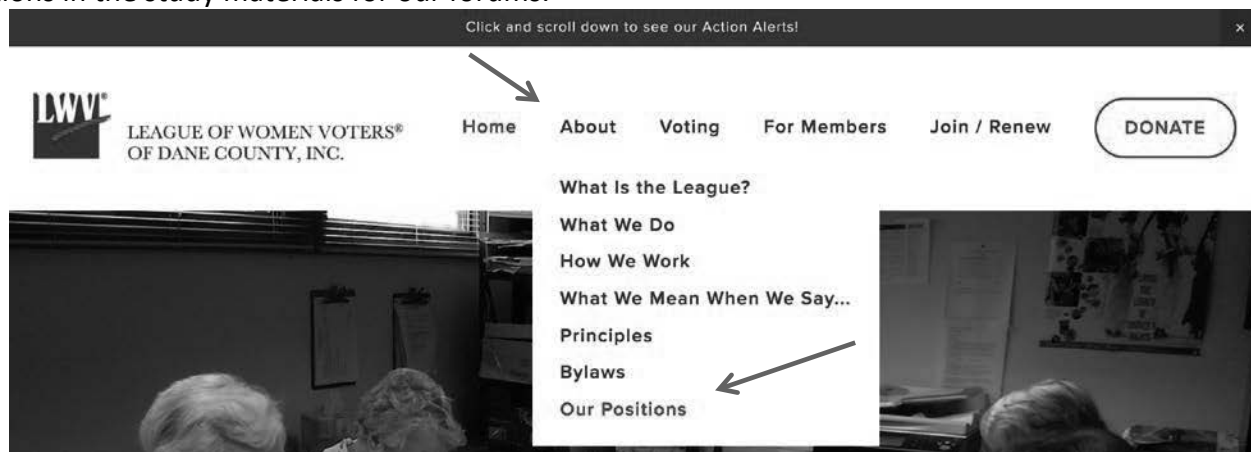 Click and scroll down to see our Action Alerts!
×
LWV®
LEAGUE OF WOMEN VOTERS®
OF DANE COUNTY, INC.
Home
About
Voting
For Members
Join / Renew
DONATE
What Is the League?
What We Do
How We Work
What We Mean When We Say...
Principles
Bylaws
Our Positions